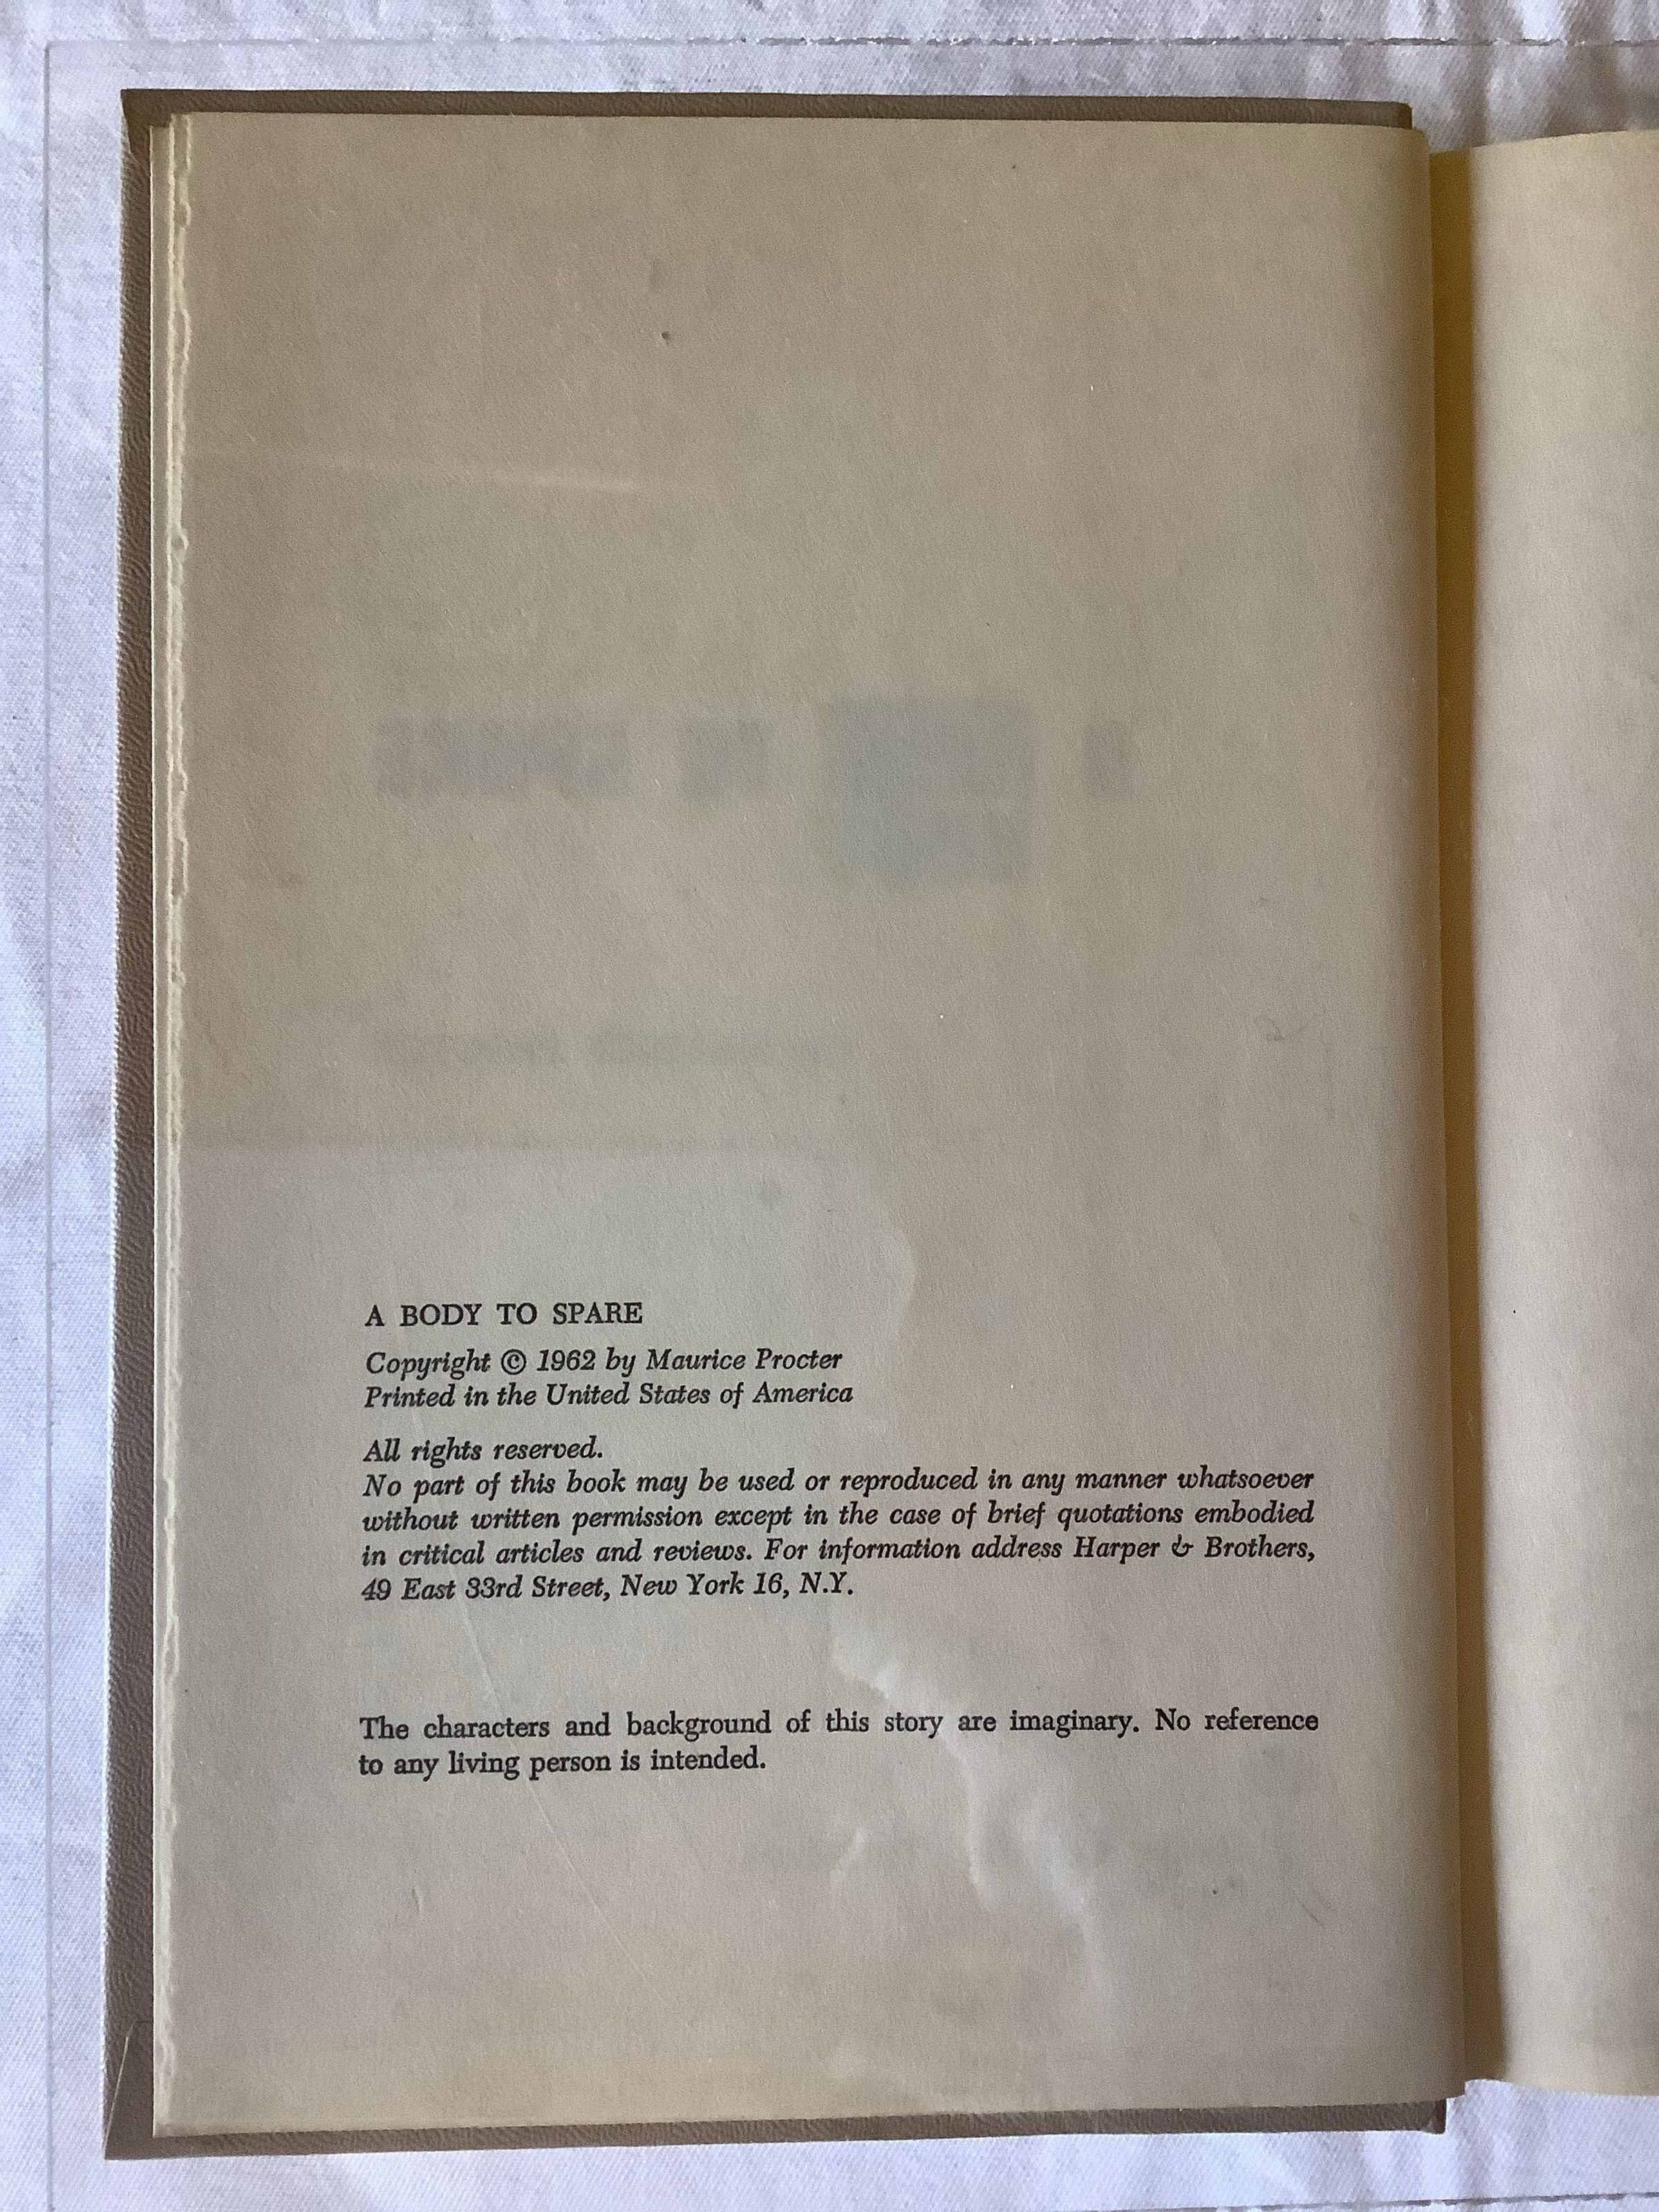 A BODY TO SPARE
Copyright © 1962 by Maurice Procter
Printed in the United States of America
All rights reserved.
No part of this book may be used or reproduced in any manner whatsoever
without written permission except in the case of brief quotations embodied
in critical articles and reviews. For information address Harper & Brothers,
49 East 33rd Street, New York 16, N.Y.
The characters and background of this story are imaginary. No reference
to any living person is intended.